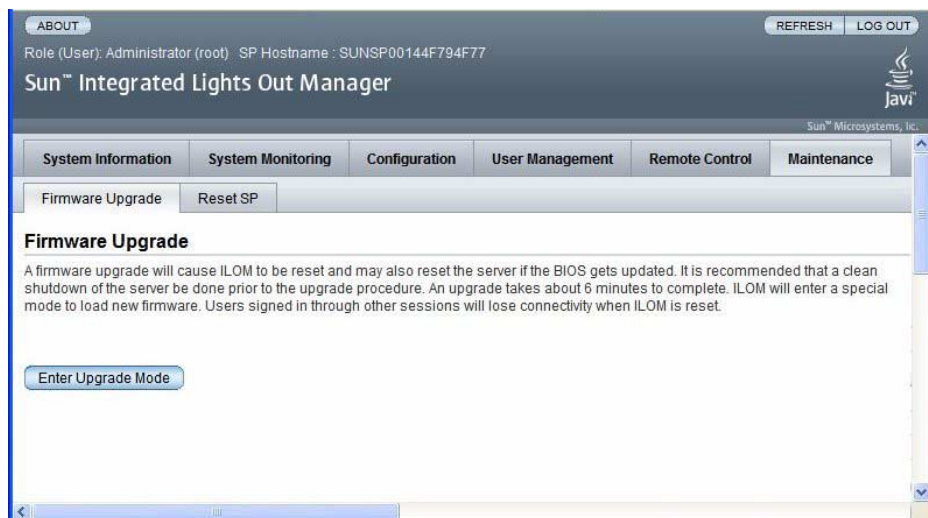 ABOUT
REFRESH LOG OUT
Role (User): Administrator (root) SP Hostname : SUNSP00144F794F77
Sun™ Integrated Lights Out Manager
Javi™
Sun™ Microsystems, Ic.
System Information System Monitoring Configuration User Management Remote Control Maintenance
Firmware Upgrade Reset SP
Firmware Upgrade
A firmware upgrade will cause ILOM to be reset and may also reset the server if the BIOS gets updated. It is recommended that a clean
shutdown of the server be done prior to the upgrade procedure. An upgrade takes about 6 minutes to complete. ILOM will enter a special
mode to load new firmware. Users signed in through other sessions will lose connectivity when ILOM is reset.
Enter Upgrade Mode